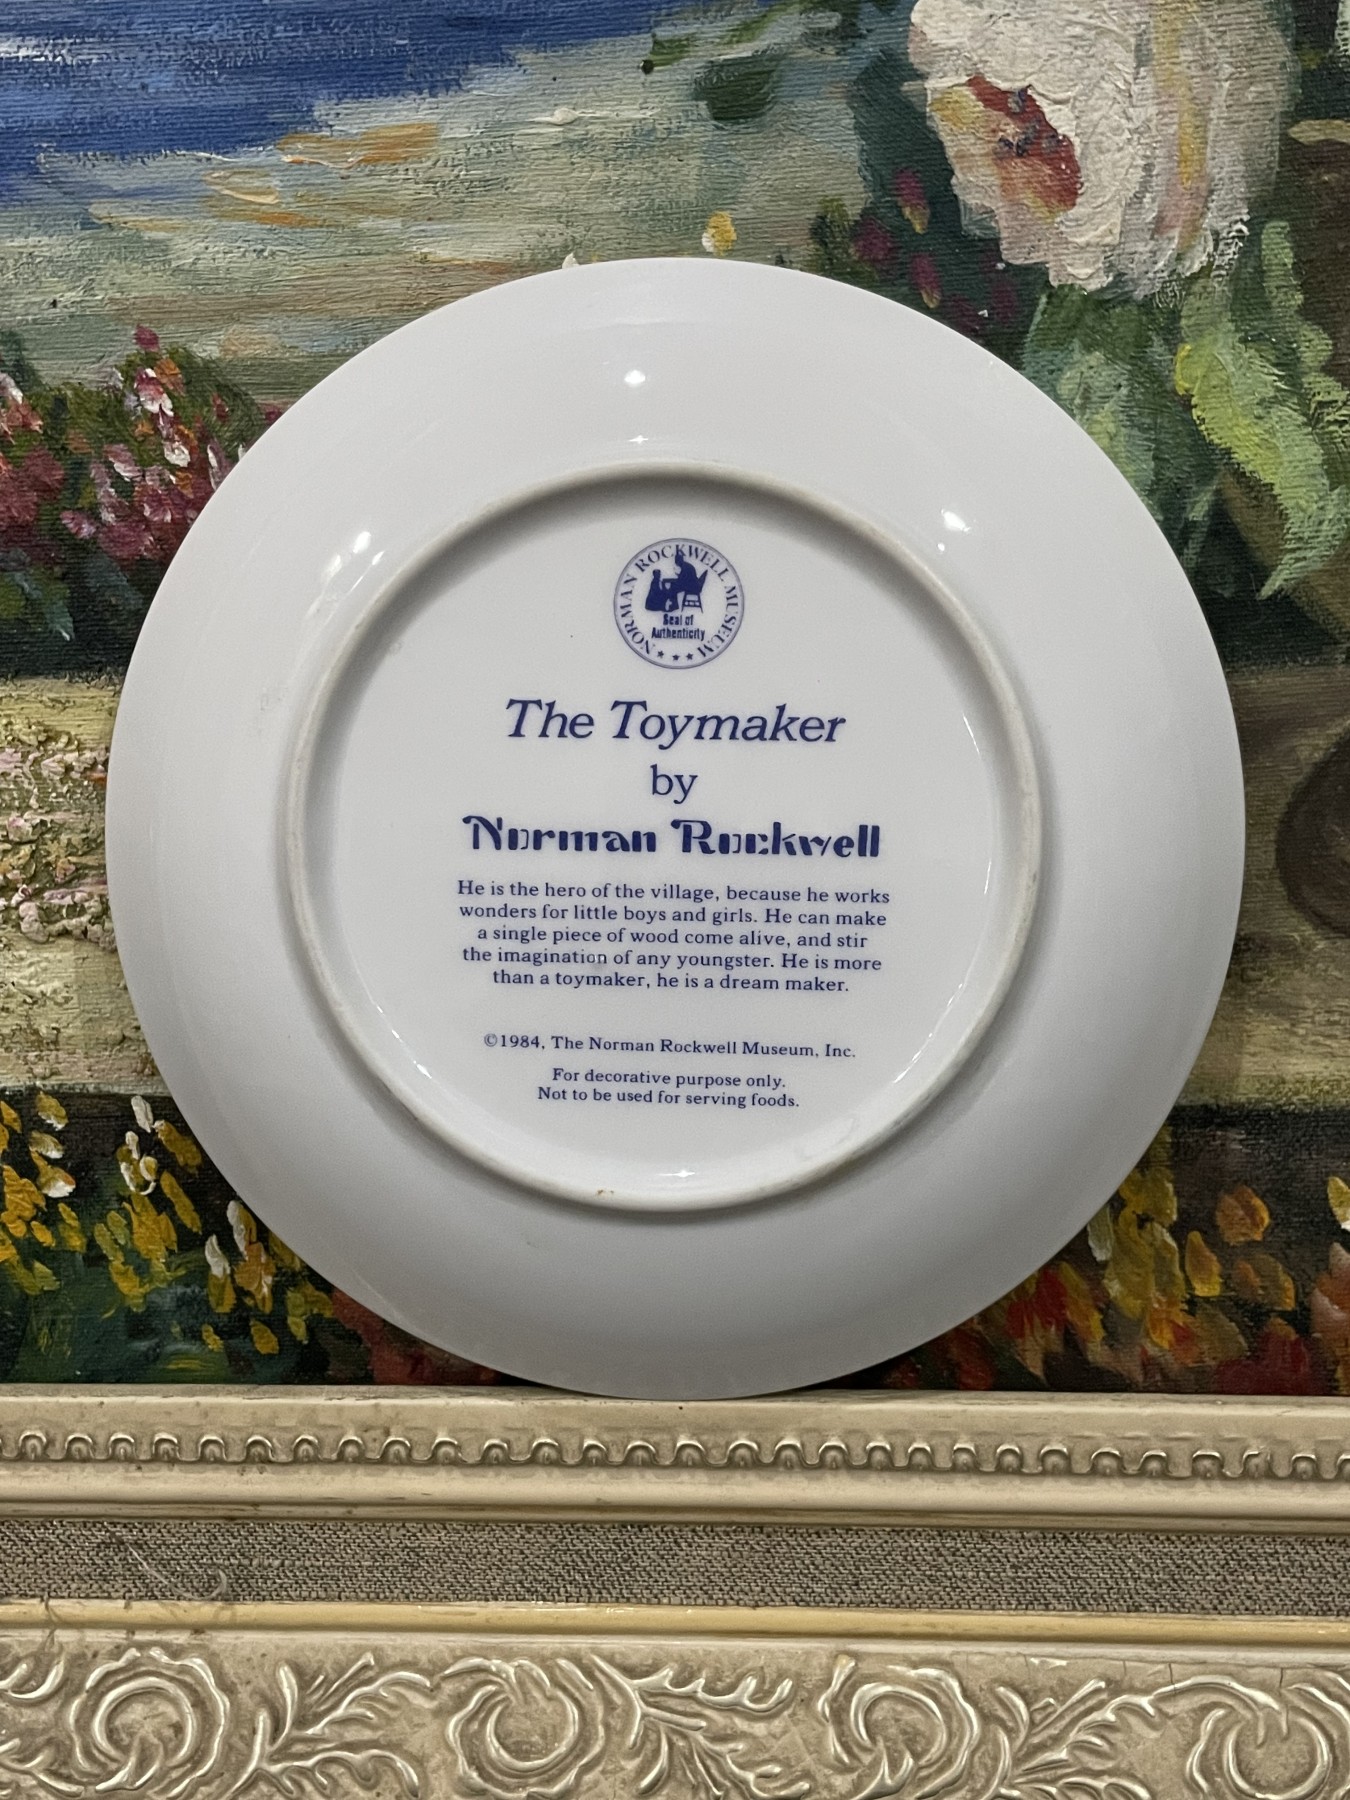 NORMAN ROCKWELL MUSEUM
Seal of
Authenticity
The Toymaker
by
Norman Rockwell
He is the hero of the village, because he works
wonders for little boys and girls. He can make
a single piece of wood come alive, and stir
the imagination of any youngster. He is more
than a toymaker, he is a dream maker.
©1984, The Norman Rockwell Museum, Inc.
For decorative purpose only.
Not to be used for serving foods.